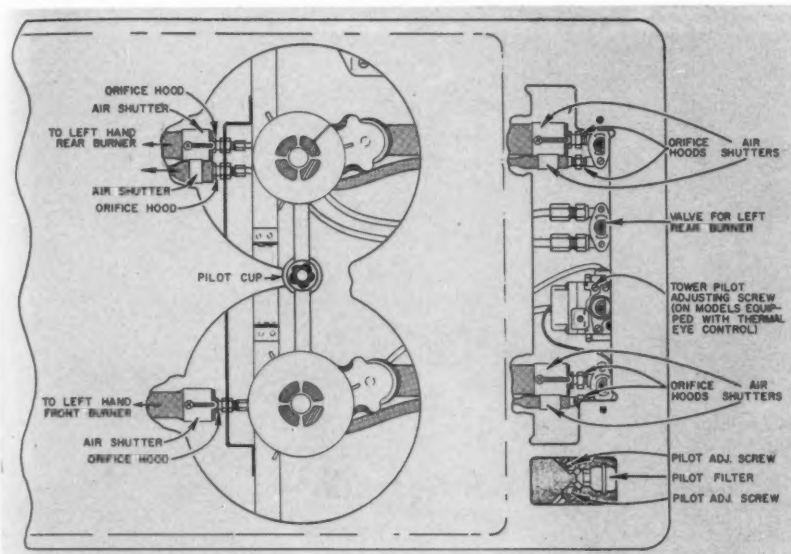 ORIFICE HOOD
AIR SHUTTER
TO LEFT HAND
REAR BURNER
AIR SHUTTER
ORIFICE HOOD
PILOT CUP
TO LEFT HAND
FRONT BURNER
AIR SHUTTER
ORIFICE HOOD
ORIFICE
HOODS
AIR
SHUTTERS
VALVE FOR LEFT
REAR BURNER
TOWER PILOT
ADJUSTING SCREW
(ON MODELS EQUIP-
PED WITH THERMAL
EYE CONTROL)
ORIFICE
HOODS
AIR
SHUTTERS
PILOT ADJ. SCREW
PILOT FILTER
PILOT ADJ. SCREW